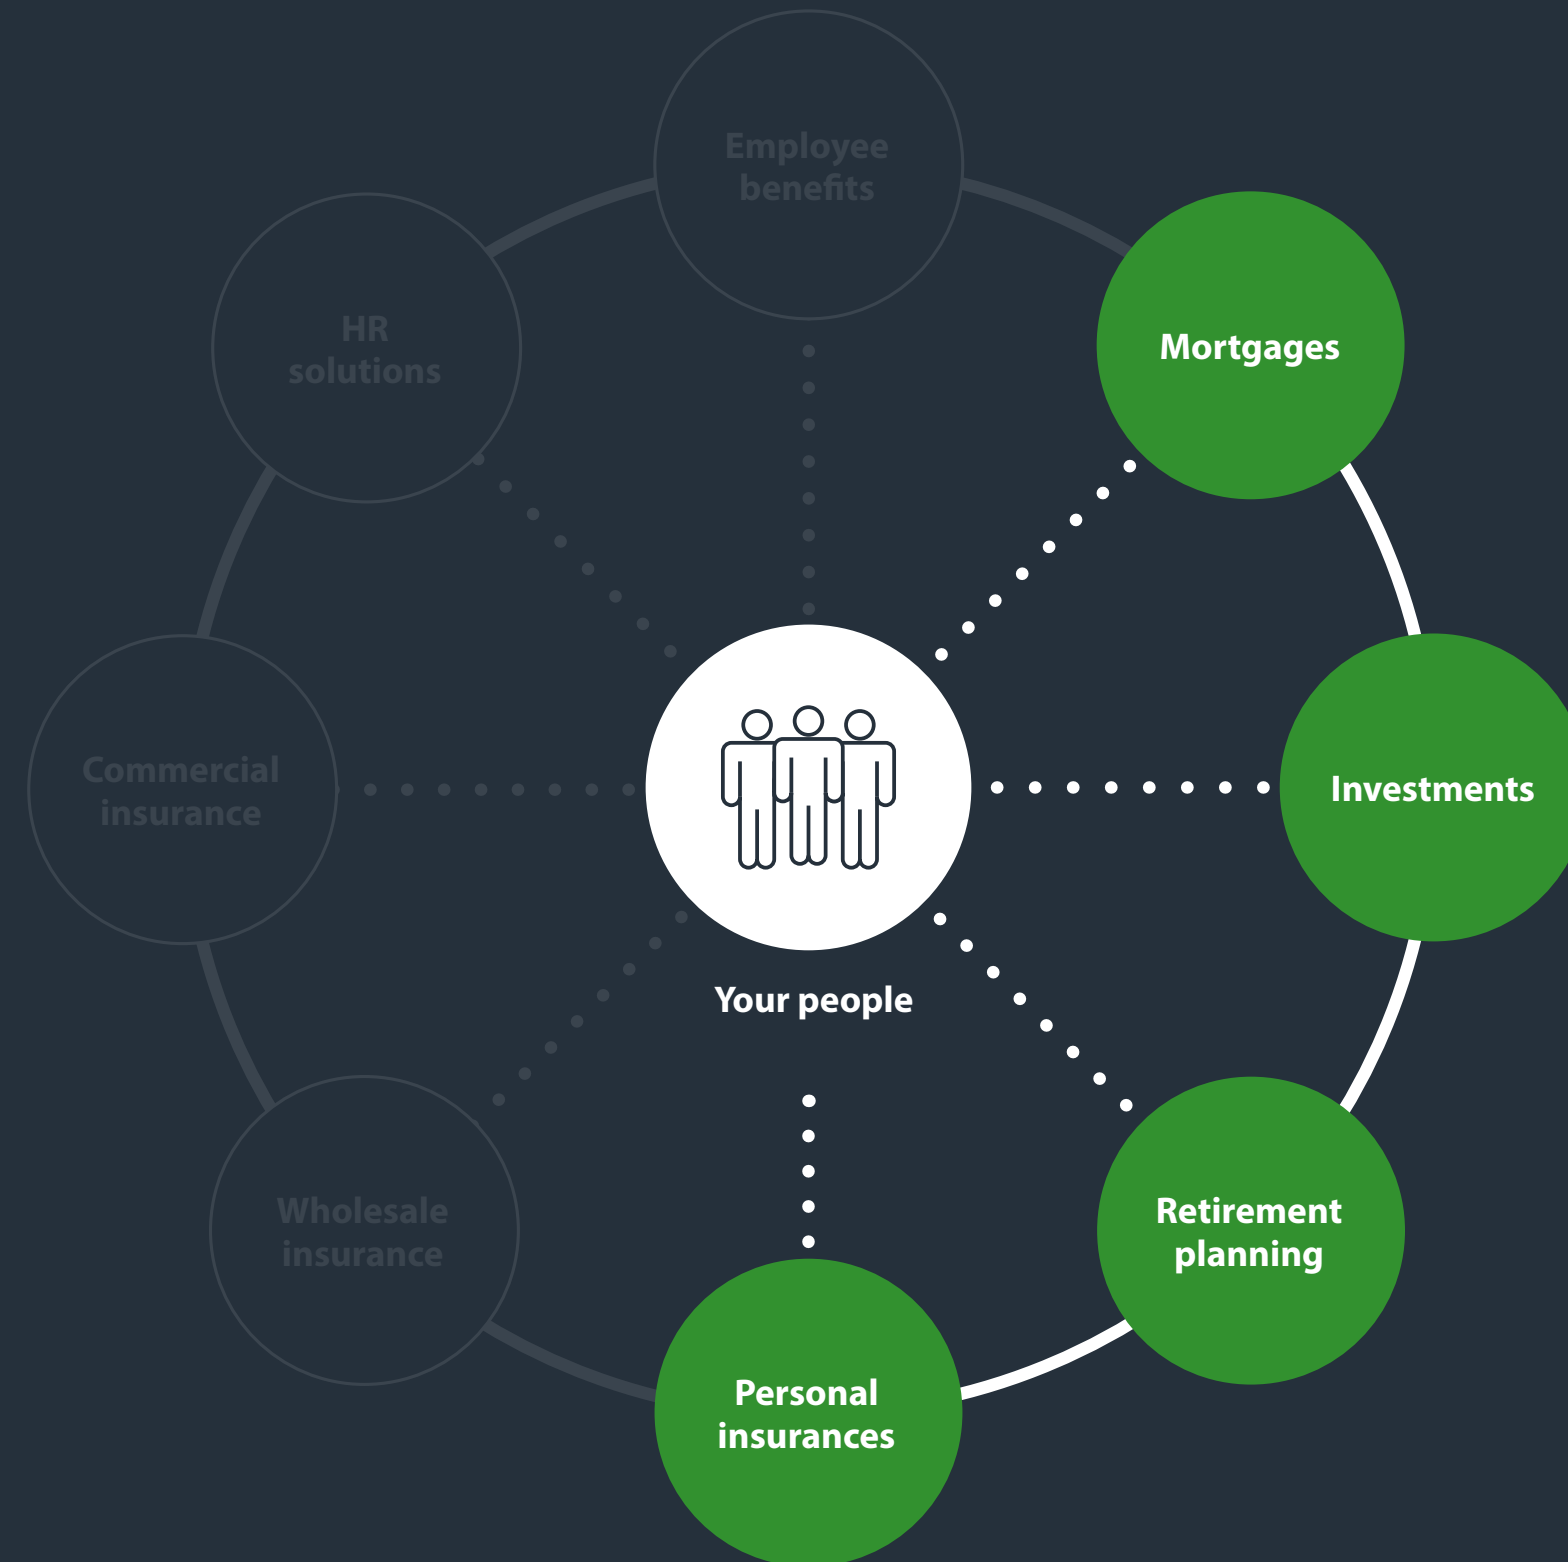 Employee
benefits
HR
solutions
Mortgages
Commercial
insurance
Investments
Your people
Wholesale
insurance
Retirement
planning
Personal
insurances